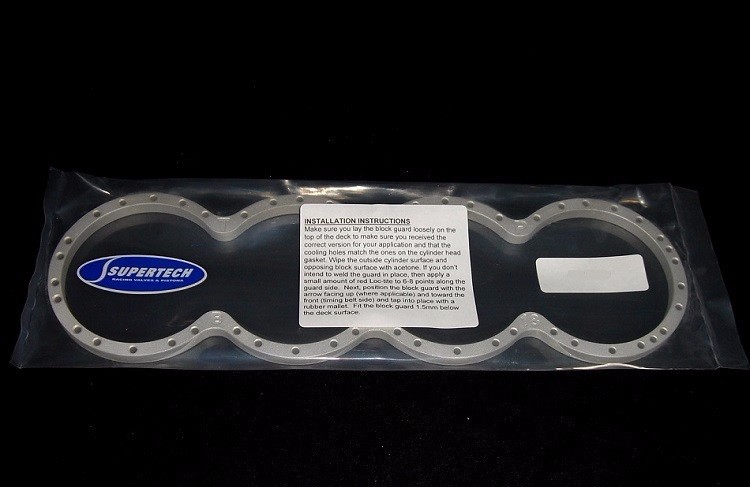 SUPERTECH
RACING VALVES & PISTONS
INSTALLATION INSTRUCTIONS
Make sure you lay the block guard loosely on the
top of the deck to make sure you received the
correct version for your application and that the
cooling holes match the ones on the cylinder head
gasket. Wipe the outside cylinder surface and
opposing block surface with acetone. If you don't
intend to weld the guard in place, then apply a
small amount of red Loc-tite to 6-8 points along the
guard side. Next, position the block guard with the
arrow facing up (where applicable) and toward the
front (timing belt side) and tap into place with a
rubber mallet. Fit the block guard 1.5mm below
the deck surface.